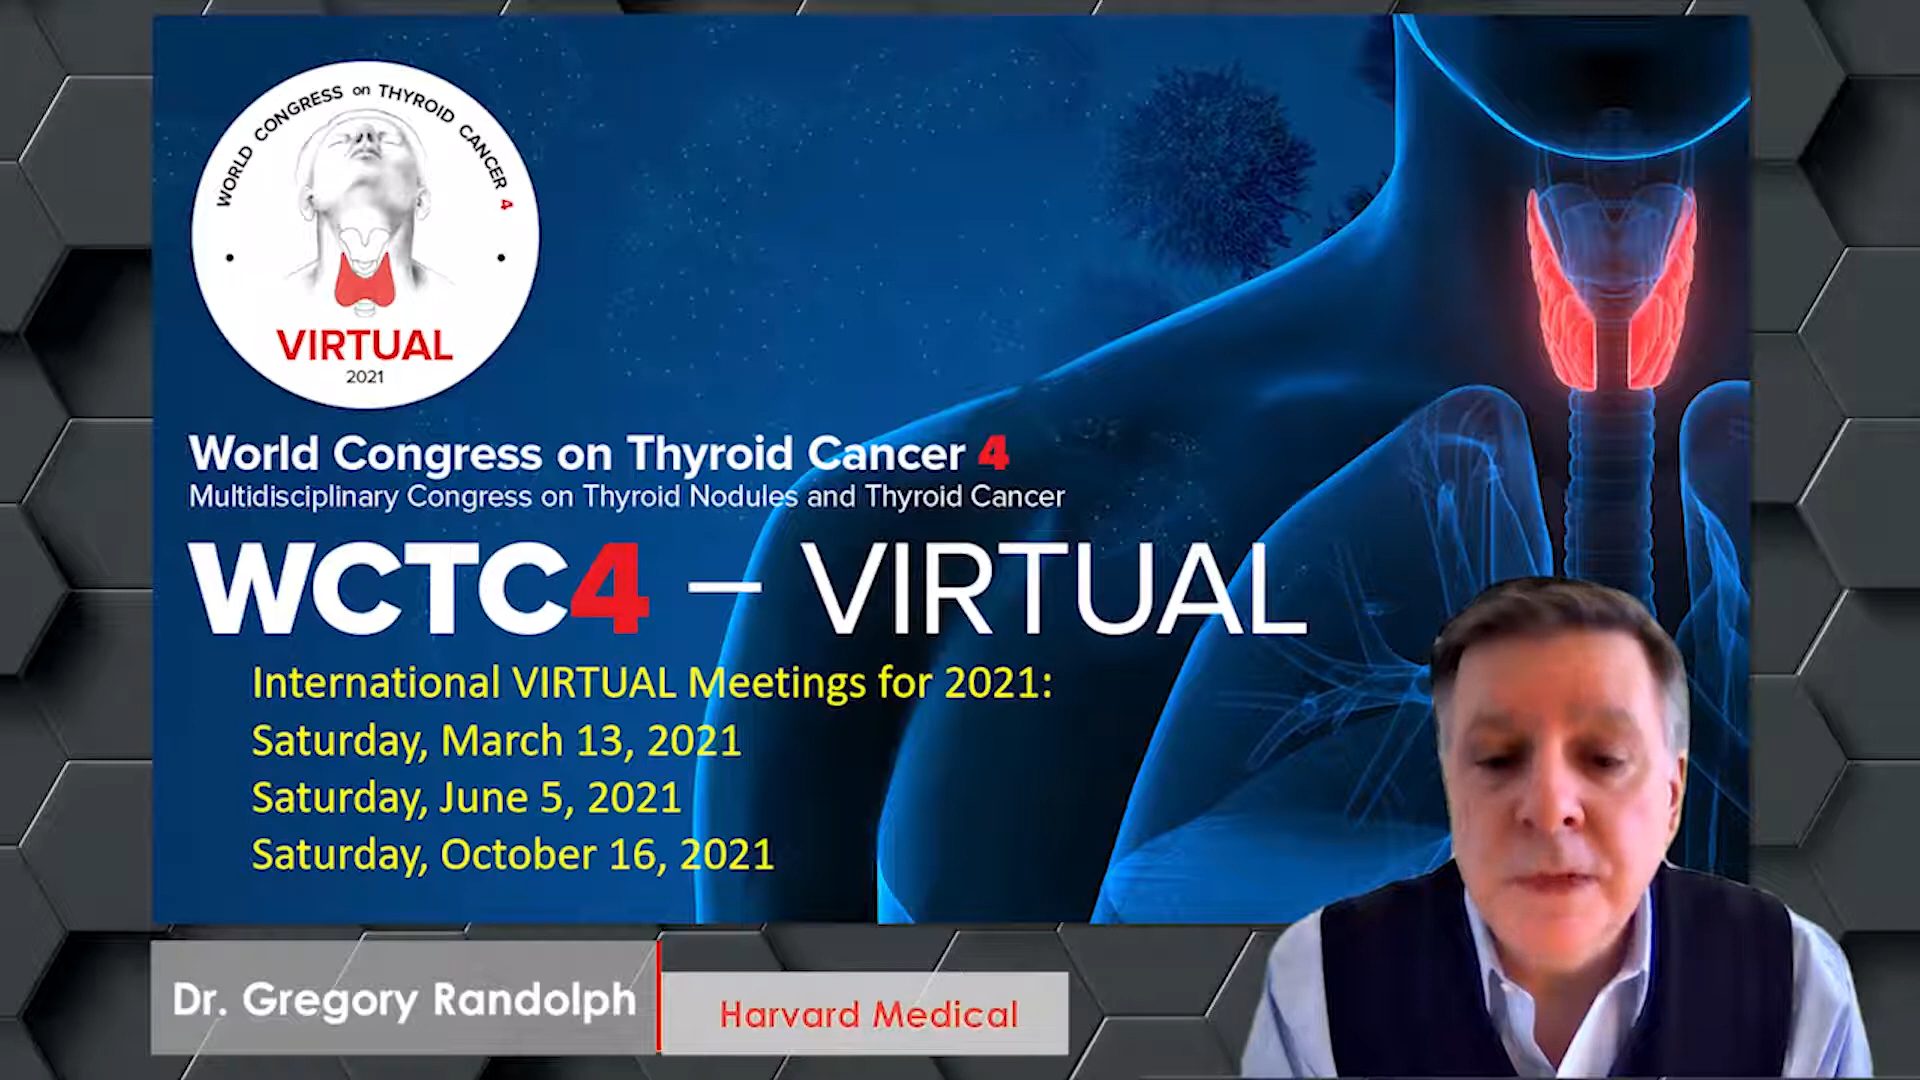 WORLD CONGRESS on THYROID CANCER 4
VIRTUAL
2021
World Congress on Thyroid Cancer 4
Multidisciplinary Congress on Thyroid Nodules and Thyroid Cancer
WCTC4 – VIRTUAL
International VIRTUAL Meetings for 2021:
Saturday, March 13, 2021
Saturday, June 5, 2021
Saturday, October 16, 2021
Dr. Gregory Randolph
Harvard Medical